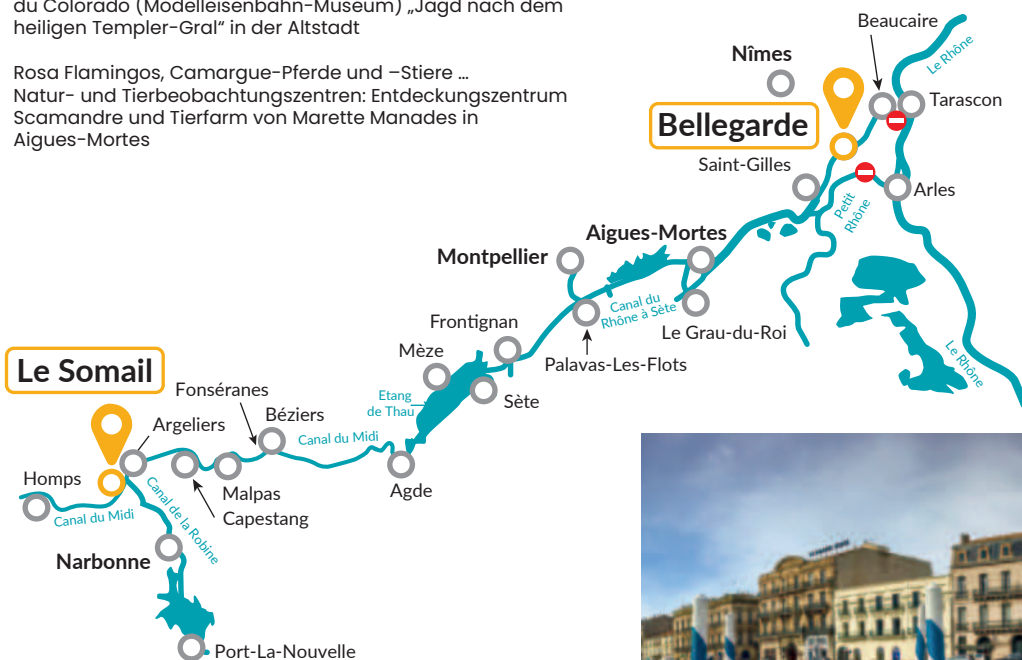 du Colorado (Modelleisenbahn-Museum) „Jagd nach dem
heiligen Templer-Gral“ in der Altstadt
Rosa Flamingos, Camargue-Pferde und –Stiere ...
Natur- und Tierbeobachtungszentren: Entdeckungszentrum
Scamandre und Tierfarm von Marette Manades in
Aigues-Mortes
Beaucaire
Le Rhône
Nîmes
Tarascon
Bellegarde
Saint-Gilles
Arles
Petit
Rhône
Aigues-Mortes
Montpellier
Canal du
Rhône à Sète
Le Grau-du-Roi
Frontignan
Palavas-Les-Flots
Le Rhône
Mèze
Le Somail
Etang
de Thau
Sète
Fonséranes
Béziers
Argeliers
Canal du Midi
Homps
Malpas
Agde
Capestang
Canal du Midi
Canal de la Robine
Narbonne
Port-La-Nouvelle